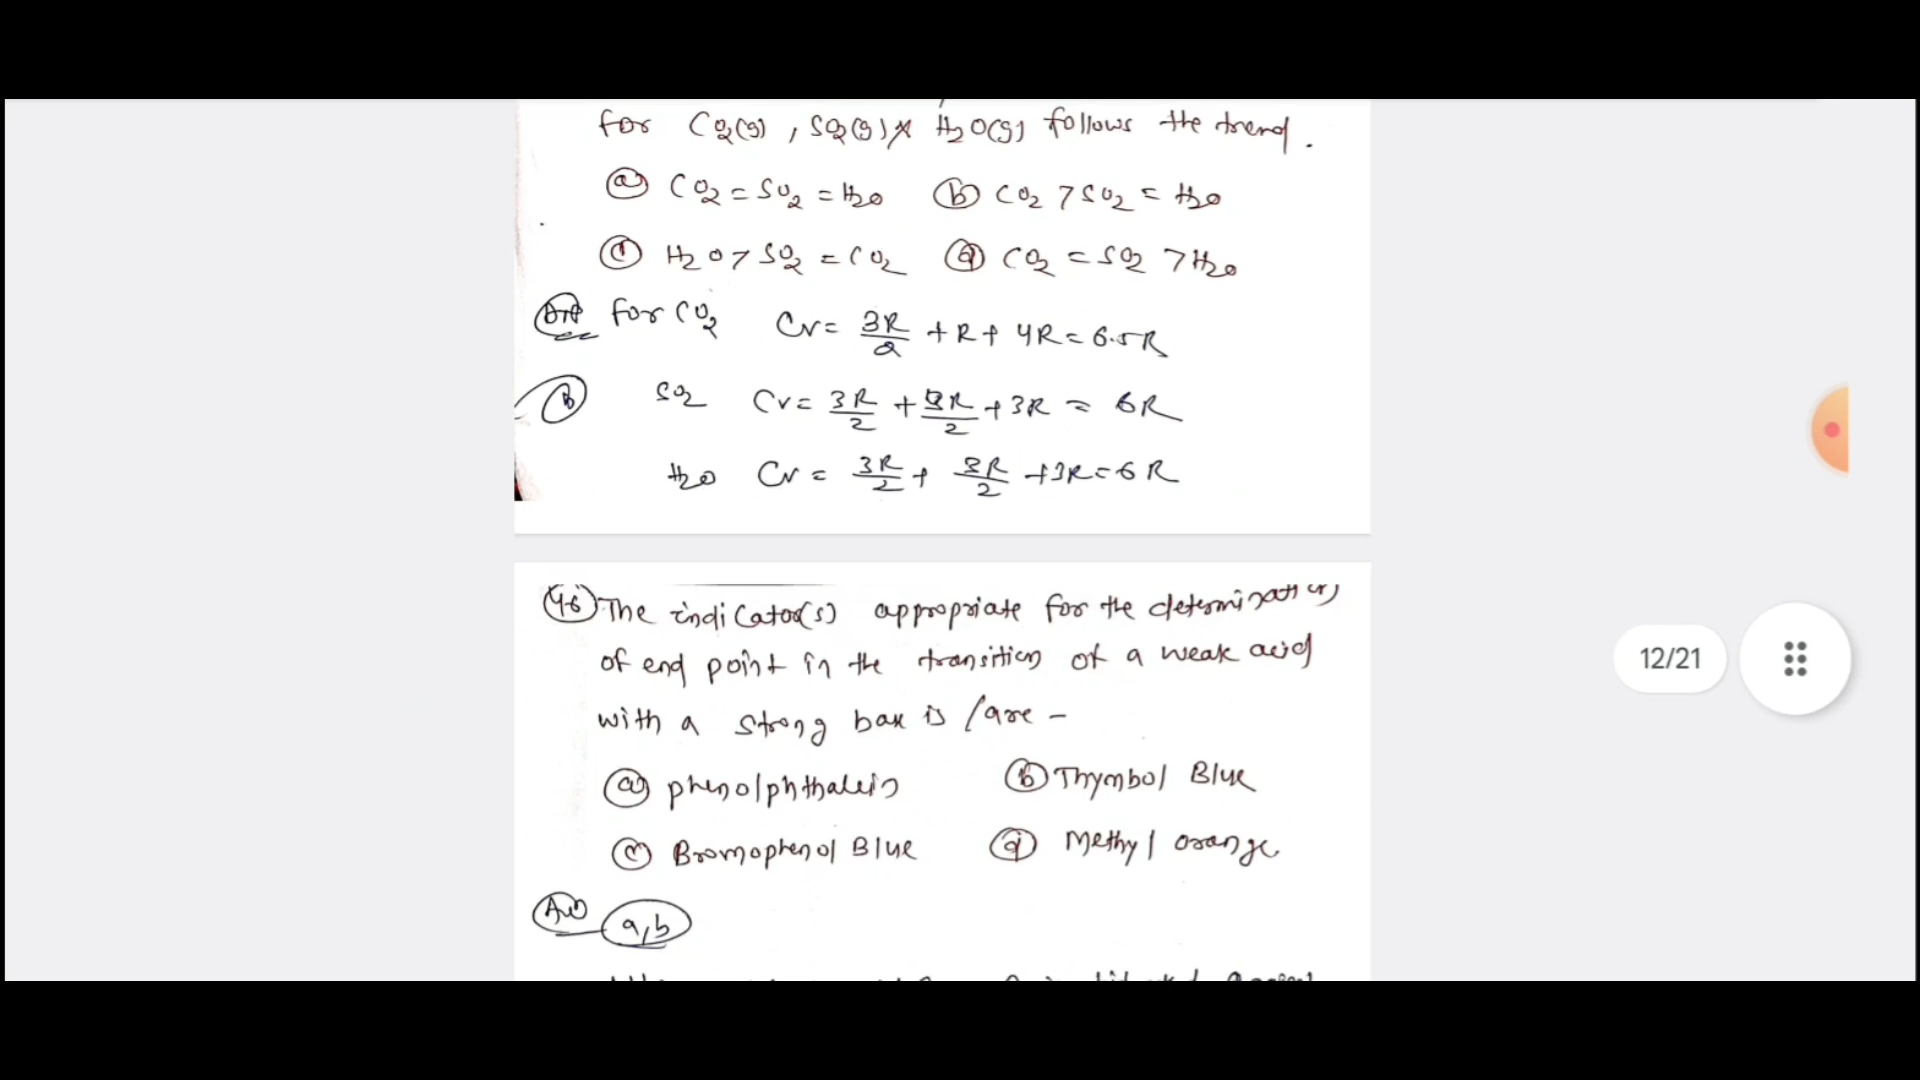 for CO2(g), SO2(g) & H2O(g) follows the trend.
(a) CO2 = SO2 = H2O (b) CO2 > SO2 = H2O
(c) H2O > SO2 = CO2 (d) CO2 = SO2 > H2O
Ans for CO2 Cv = 3R/2 + R + 4R = 6.5R
(b) SO2 Cv = 3R/2 + 3R/2 + 3R = 6R
H2O Cv = 3R/2 + 3R/2 + 3R = 6R
(46) The indicator(s) appropriate for the determination
of end point in the transition of a weak acid
12/21
with a strong base is/are -
(a) phenolphthalein (b) Thymbol Blue
(c) Bromophenol Blue (d) Methyl orange
Ans a,b